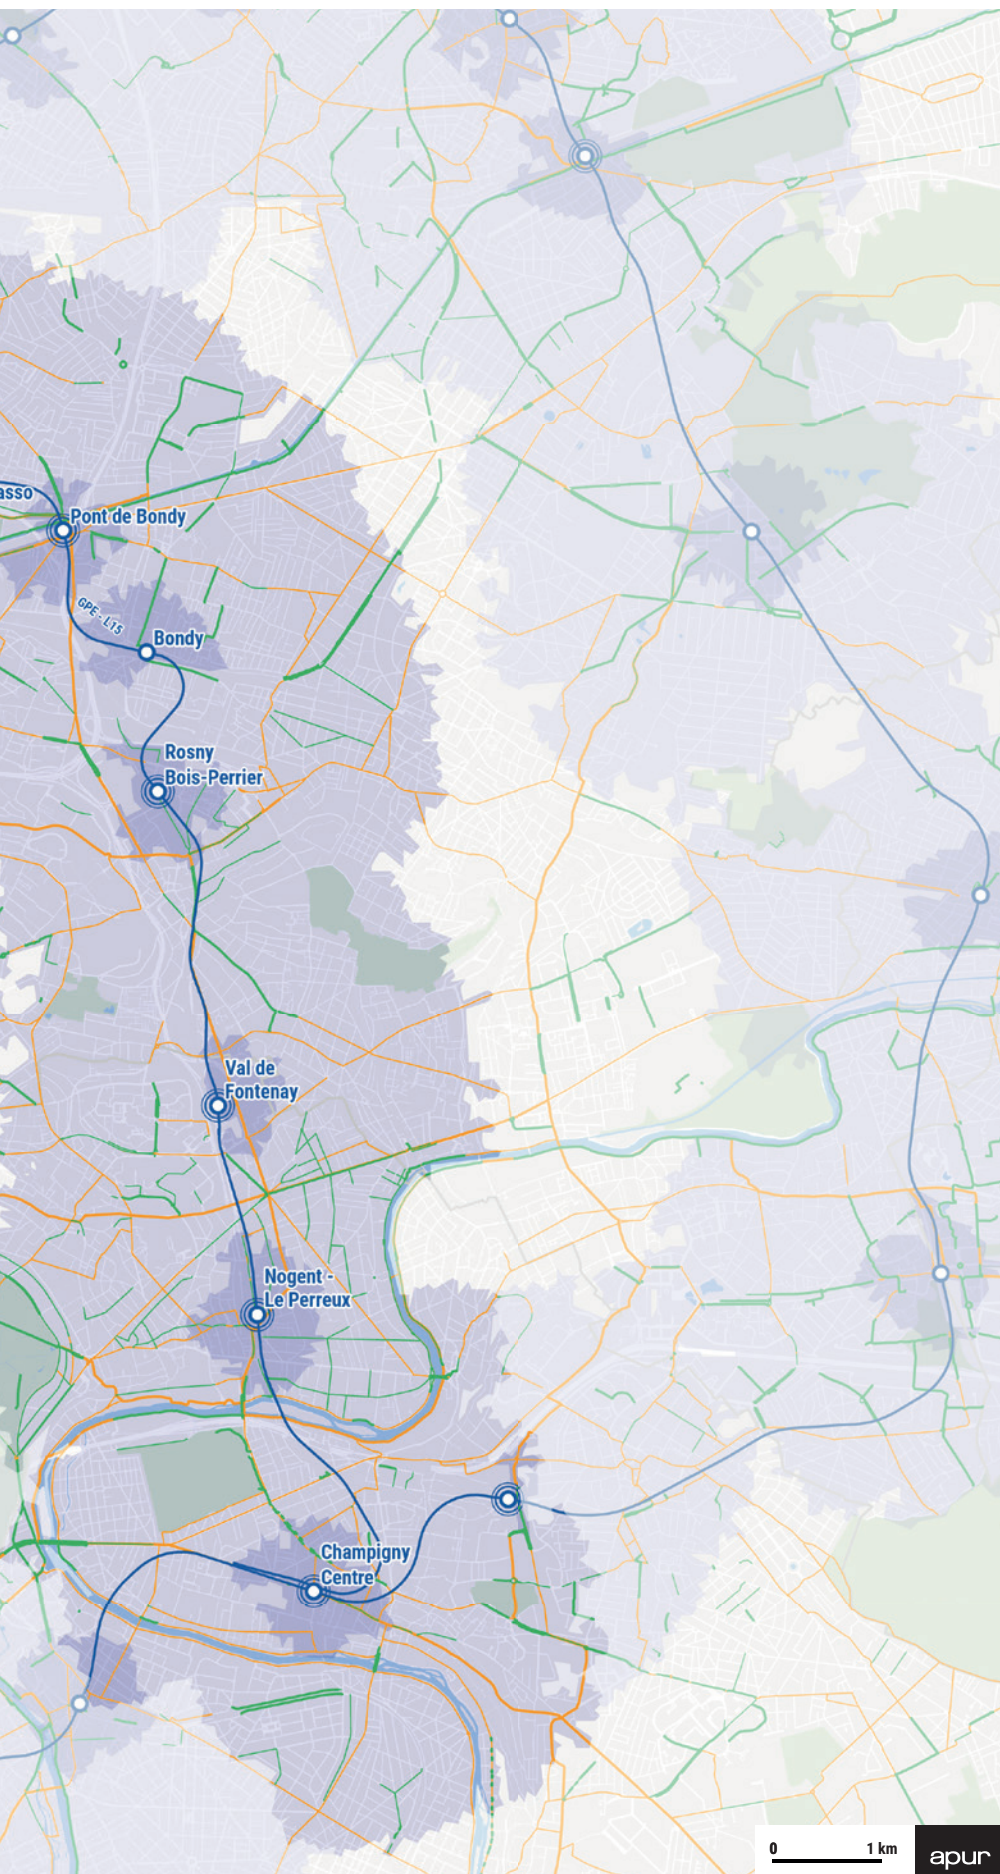 asso
Pont de Bondy
GPE - L15
Bondy
Rosny
Bois-Perrier
Val de
Fontenay
Nogent -
Le Perreux
Champigny
Centre
0 1 km
apur